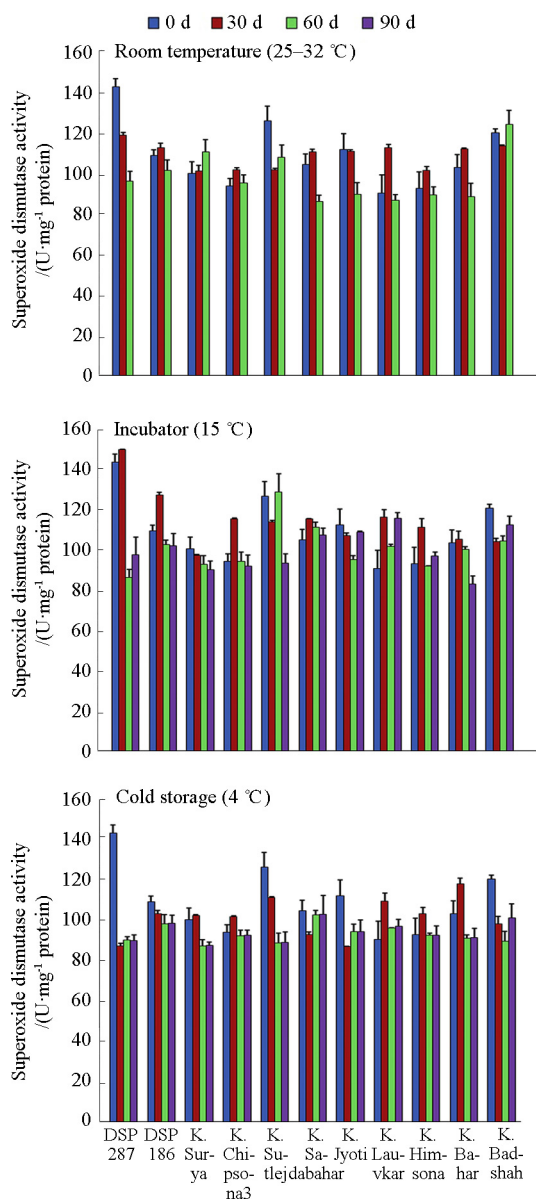 0 d 30 d 60 d 90 d
Room temperature (25–32 ℃)
Superoxide dismutase activity
/(U·mg⁻¹ protein)
160
140
120
100
80
60
40
20
0
Incubator (15 ℃)
Superoxide dismutase activity
/(U·mg⁻¹ protein)
160
140
120
100
80
60
40
20
0
Cold storage (4 ℃)
Superoxide dismutase activity
/(U·mg⁻¹ protein)
160
140
120
100
80
60
40
20
0
DSP
287
DSP
186
K.
Sur-
ya
K.
Chi-
pso-
na3
K.
Su-
tlej
K.
Sa-
dabahar
K.
Jyoti
K.
Lau-
vkar
K.
Him-
sona
K.
Ba-
har
K.
Bad-
shah